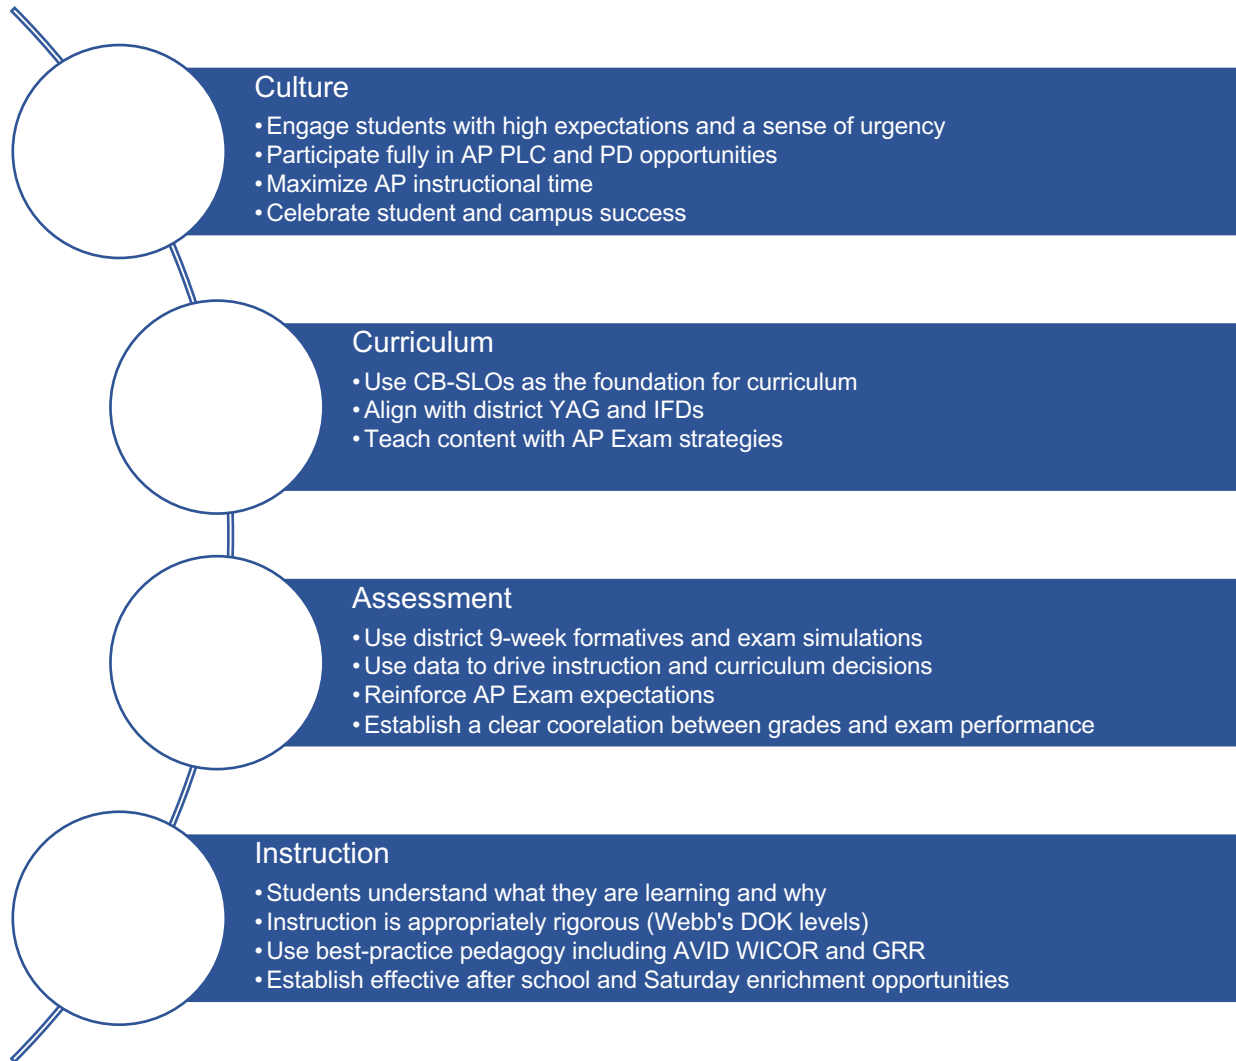 Culture
• Engage students with high expectations and a sense of urgency
• Participate fully in AP PLC and PD opportunities
• Maximize AP instructional time
• Celebrate student and campus success
Curriculum
• Use CB-SLOs as the foundation for curriculum
• Align with district YAG and IFDs
• Teach content with AP Exam strategies
Assessment
• Use district 9-week formatives and exam simulations
• Use data to drive instruction and curriculum decisions
• Reinforce AP Exam expectations
• Establish a clear coorelation between grades and exam performance
Instruction
• Students understand what they are learning and why
• Instruction is appropriately rigorous (Webb's DOK levels)
• Use best-practice pedagogy including AVID WICOR and GRR
• Establish effective after school and Saturday enrichment opportunities